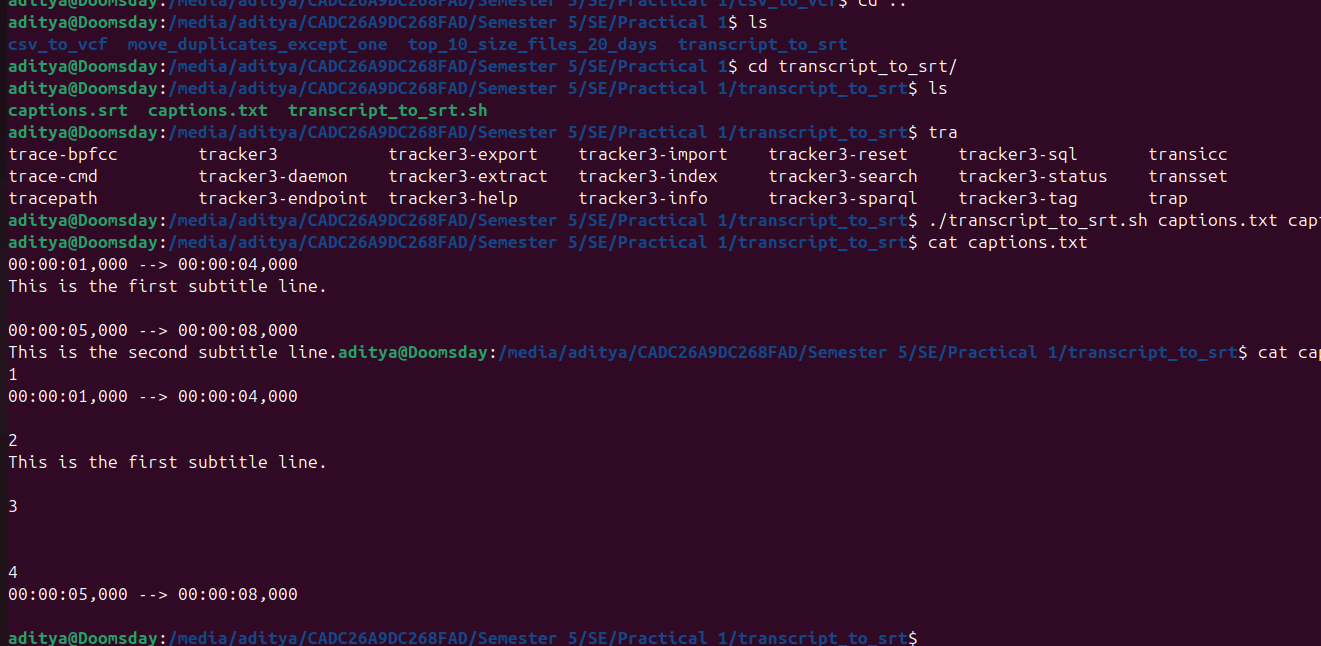 aditya@Doomsday:/media/aditya/CADC26A9DC268FAD/Semester 5/SE/Practical 1/csv_to_vcf$ cd ..
aditya@Doomsday:/media/aditya/CADC26A9DC268FAD/Semester 5/SE/Practical 1$ ls
csv_to_vcf  move_duplicates_except_one  top_10_size_files_20_days  transcript_to_srt
aditya@Doomsday:/media/aditya/CADC26A9DC268FAD/Semester 5/SE/Practical 1$ cd transcript_to_srt/
aditya@Doomsday:/media/aditya/CADC26A9DC268FAD/Semester 5/SE/Practical 1/transcript_to_srt$ ls
captions.srt  captions.txt  transcript_to_srt.sh
aditya@Doomsday:/media/aditya/CADC26A9DC268FAD/Semester 5/SE/Practical 1/transcript_to_srt$ tra
trace-bpfcc        tracker3           tracker3-export    tracker3-import    tracker3-reset     tracker3-sql       transicc
trace-cmd          tracker3-daemon    tracker3-extract   tracker3-index     tracker3-search    tracker3-status    transset
tracepath          tracker3-endpoint  tracker3-help      tracker3-info      tracker3-sparql    tracker3-tag       trap
aditya@Doomsday:/media/aditya/CADC26A9DC268FAD/Semester 5/SE/Practical 1/transcript_to_srt$ ./transcript_to_srt.sh captions.txt capt
aditya@Doomsday:/media/aditya/CADC26A9DC268FAD/Semester 5/SE/Practical 1/transcript_to_srt$ cat captions.txt
00:00:01,000 --> 00:00:04,000
This is the first subtitle line.

00:00:05,000 --> 00:00:08,000
This is the second subtitle line.aditya@Doomsday:/media/aditya/CADC26A9DC268FAD/Semester 5/SE/Practical 1/transcript_to_srt$ cat cap
1
00:00:01,000 --> 00:00:04,000

2
This is the first subtitle line.

3


4
00:00:05,000 --> 00:00:08,000

aditya@Doomsday:/media/aditya/CADC26A9DC268FAD/Semester 5/SE/Practical 1/transcript_to_srt$